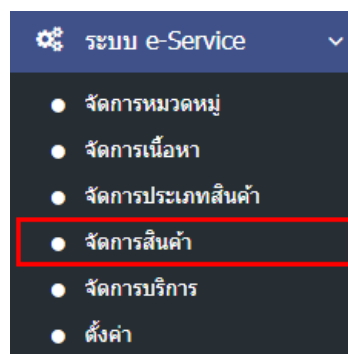 ระบบ e-Service
จัดการหมวดหมู่
จัดการเนื้อหา
จัดการประเภทสินค้า
จัดการสินค้า
จัดการบริการ
ตั้งค่า